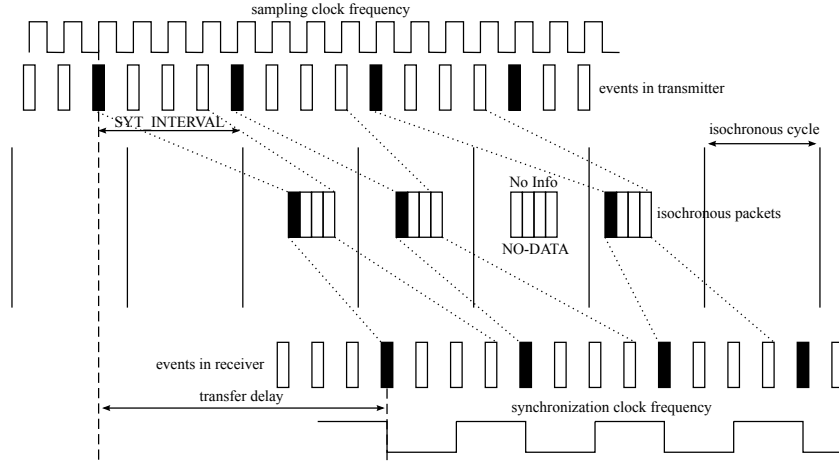 sampling clock frequency
events in transmitter
SYT_INTERVAL
isochronous cycle
No Info
isochronous packets
NO-DATA
events in receiver
transfer delay
synchronization clock frequency